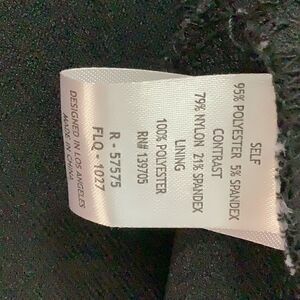 SELF
95% POLYESTER 5% SPANDEX
CONTRAST
79% NYLON 21% SPANDEX
LINING
100% POLYESTER
RN# 139705
R - 57575
FLQ - 1027
DESIGNED IN LOS ANGELES
MADE IN CHINA